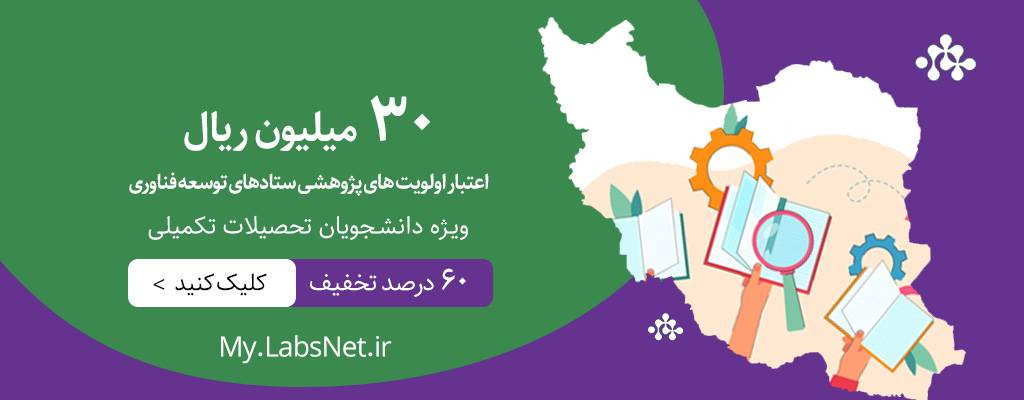 ۳۰ میلیون ریال
اعتبار اولویت های پژوهشی ستادهای توسعه فناوری
ویژه دانشجویان تحصیلات تکمیلی
۶۰ درصد تخفیف
کلیک کنید >
My.LabsNet.ir